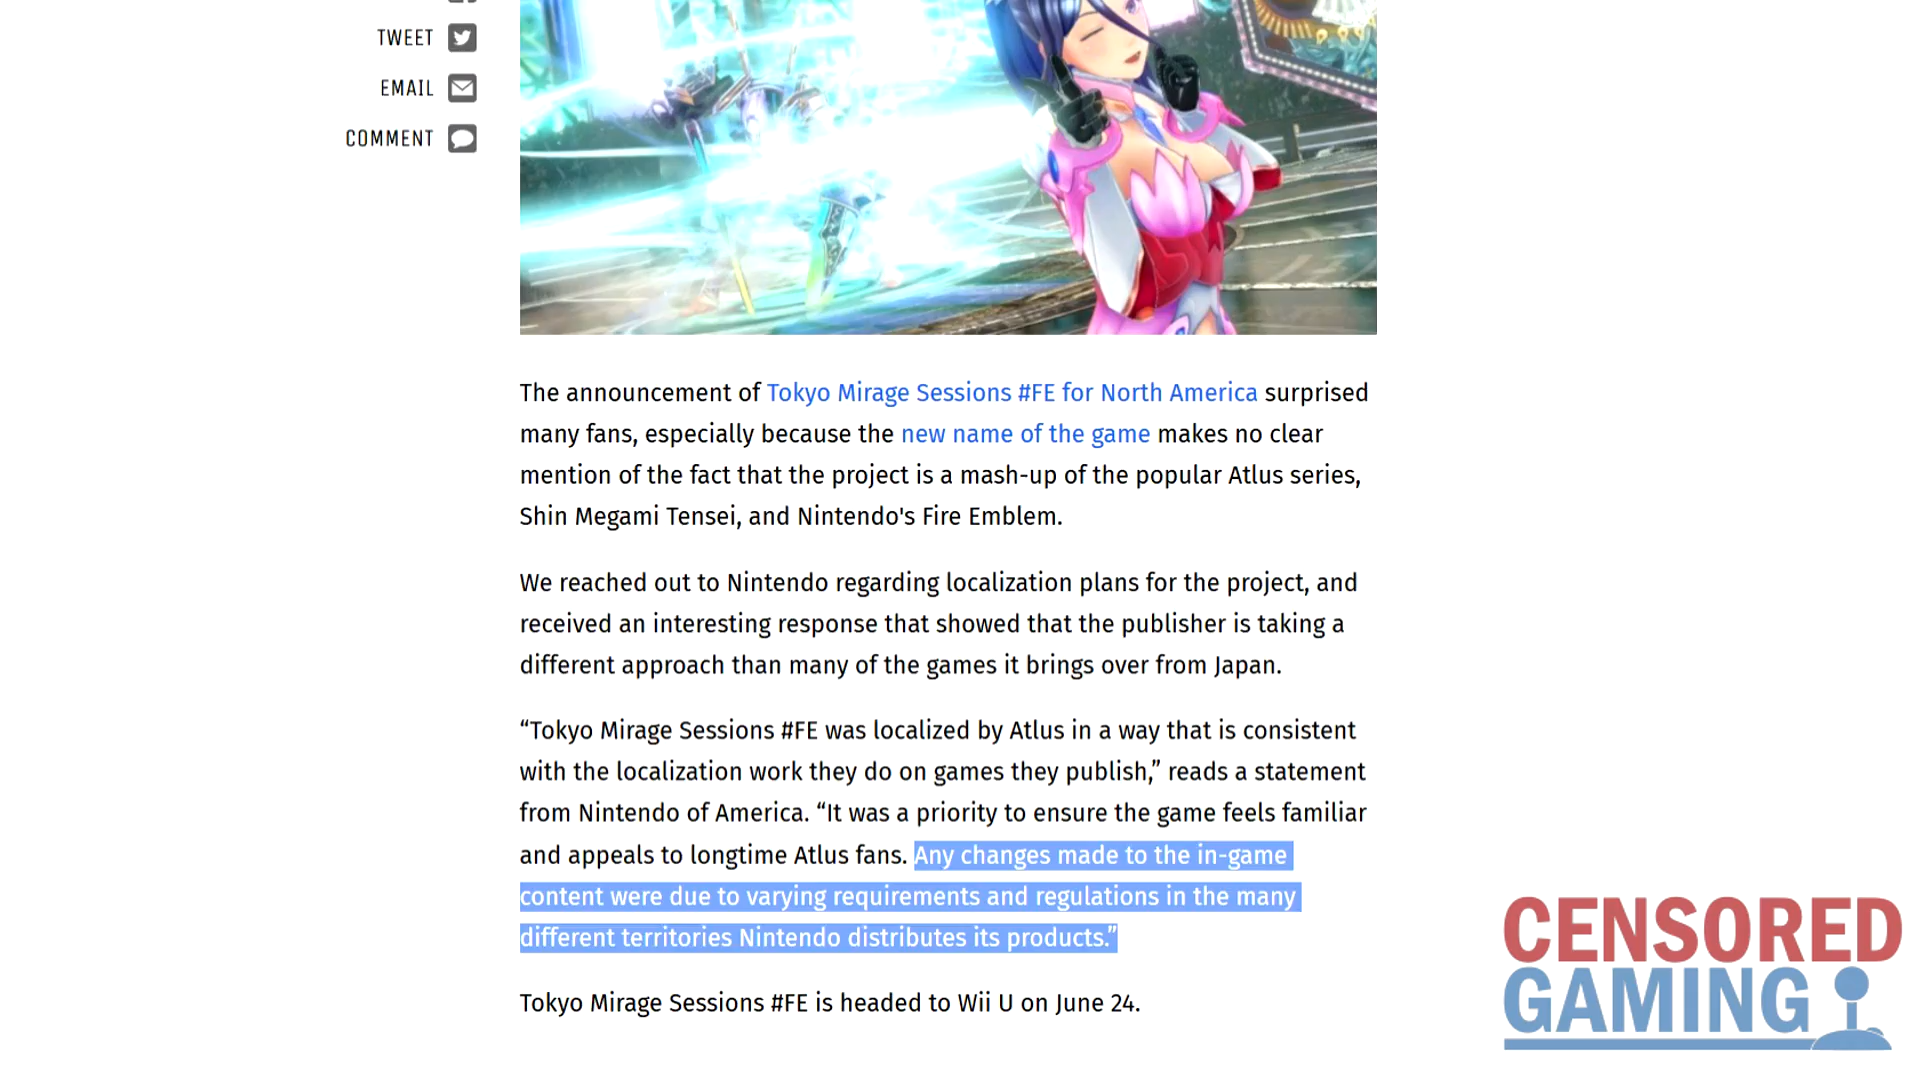 TWEET
EMAIL
COMMENT
The announcement of Tokyo Mirage Sessions #FE for North America surprised
many fans, especially because the new name of the game makes no clear
mention of the fact that the project is a mash-up of the popular Atlus series,
Shin Megami Tensei, and Nintendo's Fire Emblem.
We reached out to Nintendo regarding localization plans for the project, and
received an interesting response that showed that the publisher is taking a
different approach than many of the games it brings over from Japan.
“Tokyo Mirage Sessions #FE was localized by Atlus in a way that is consistent
with the localization work they do on games they publish,” reads a statement
from Nintendo of America. “It was a priority to ensure the game feels familiar
and appeals to longtime Atlus fans. Any changes made to the in-game
content were due to varying requirements and regulations in the many
different territories Nintendo distributes its products.”
Tokyo Mirage Sessions #FE is headed to Wii U on June 24.
CENSORED
GAMING